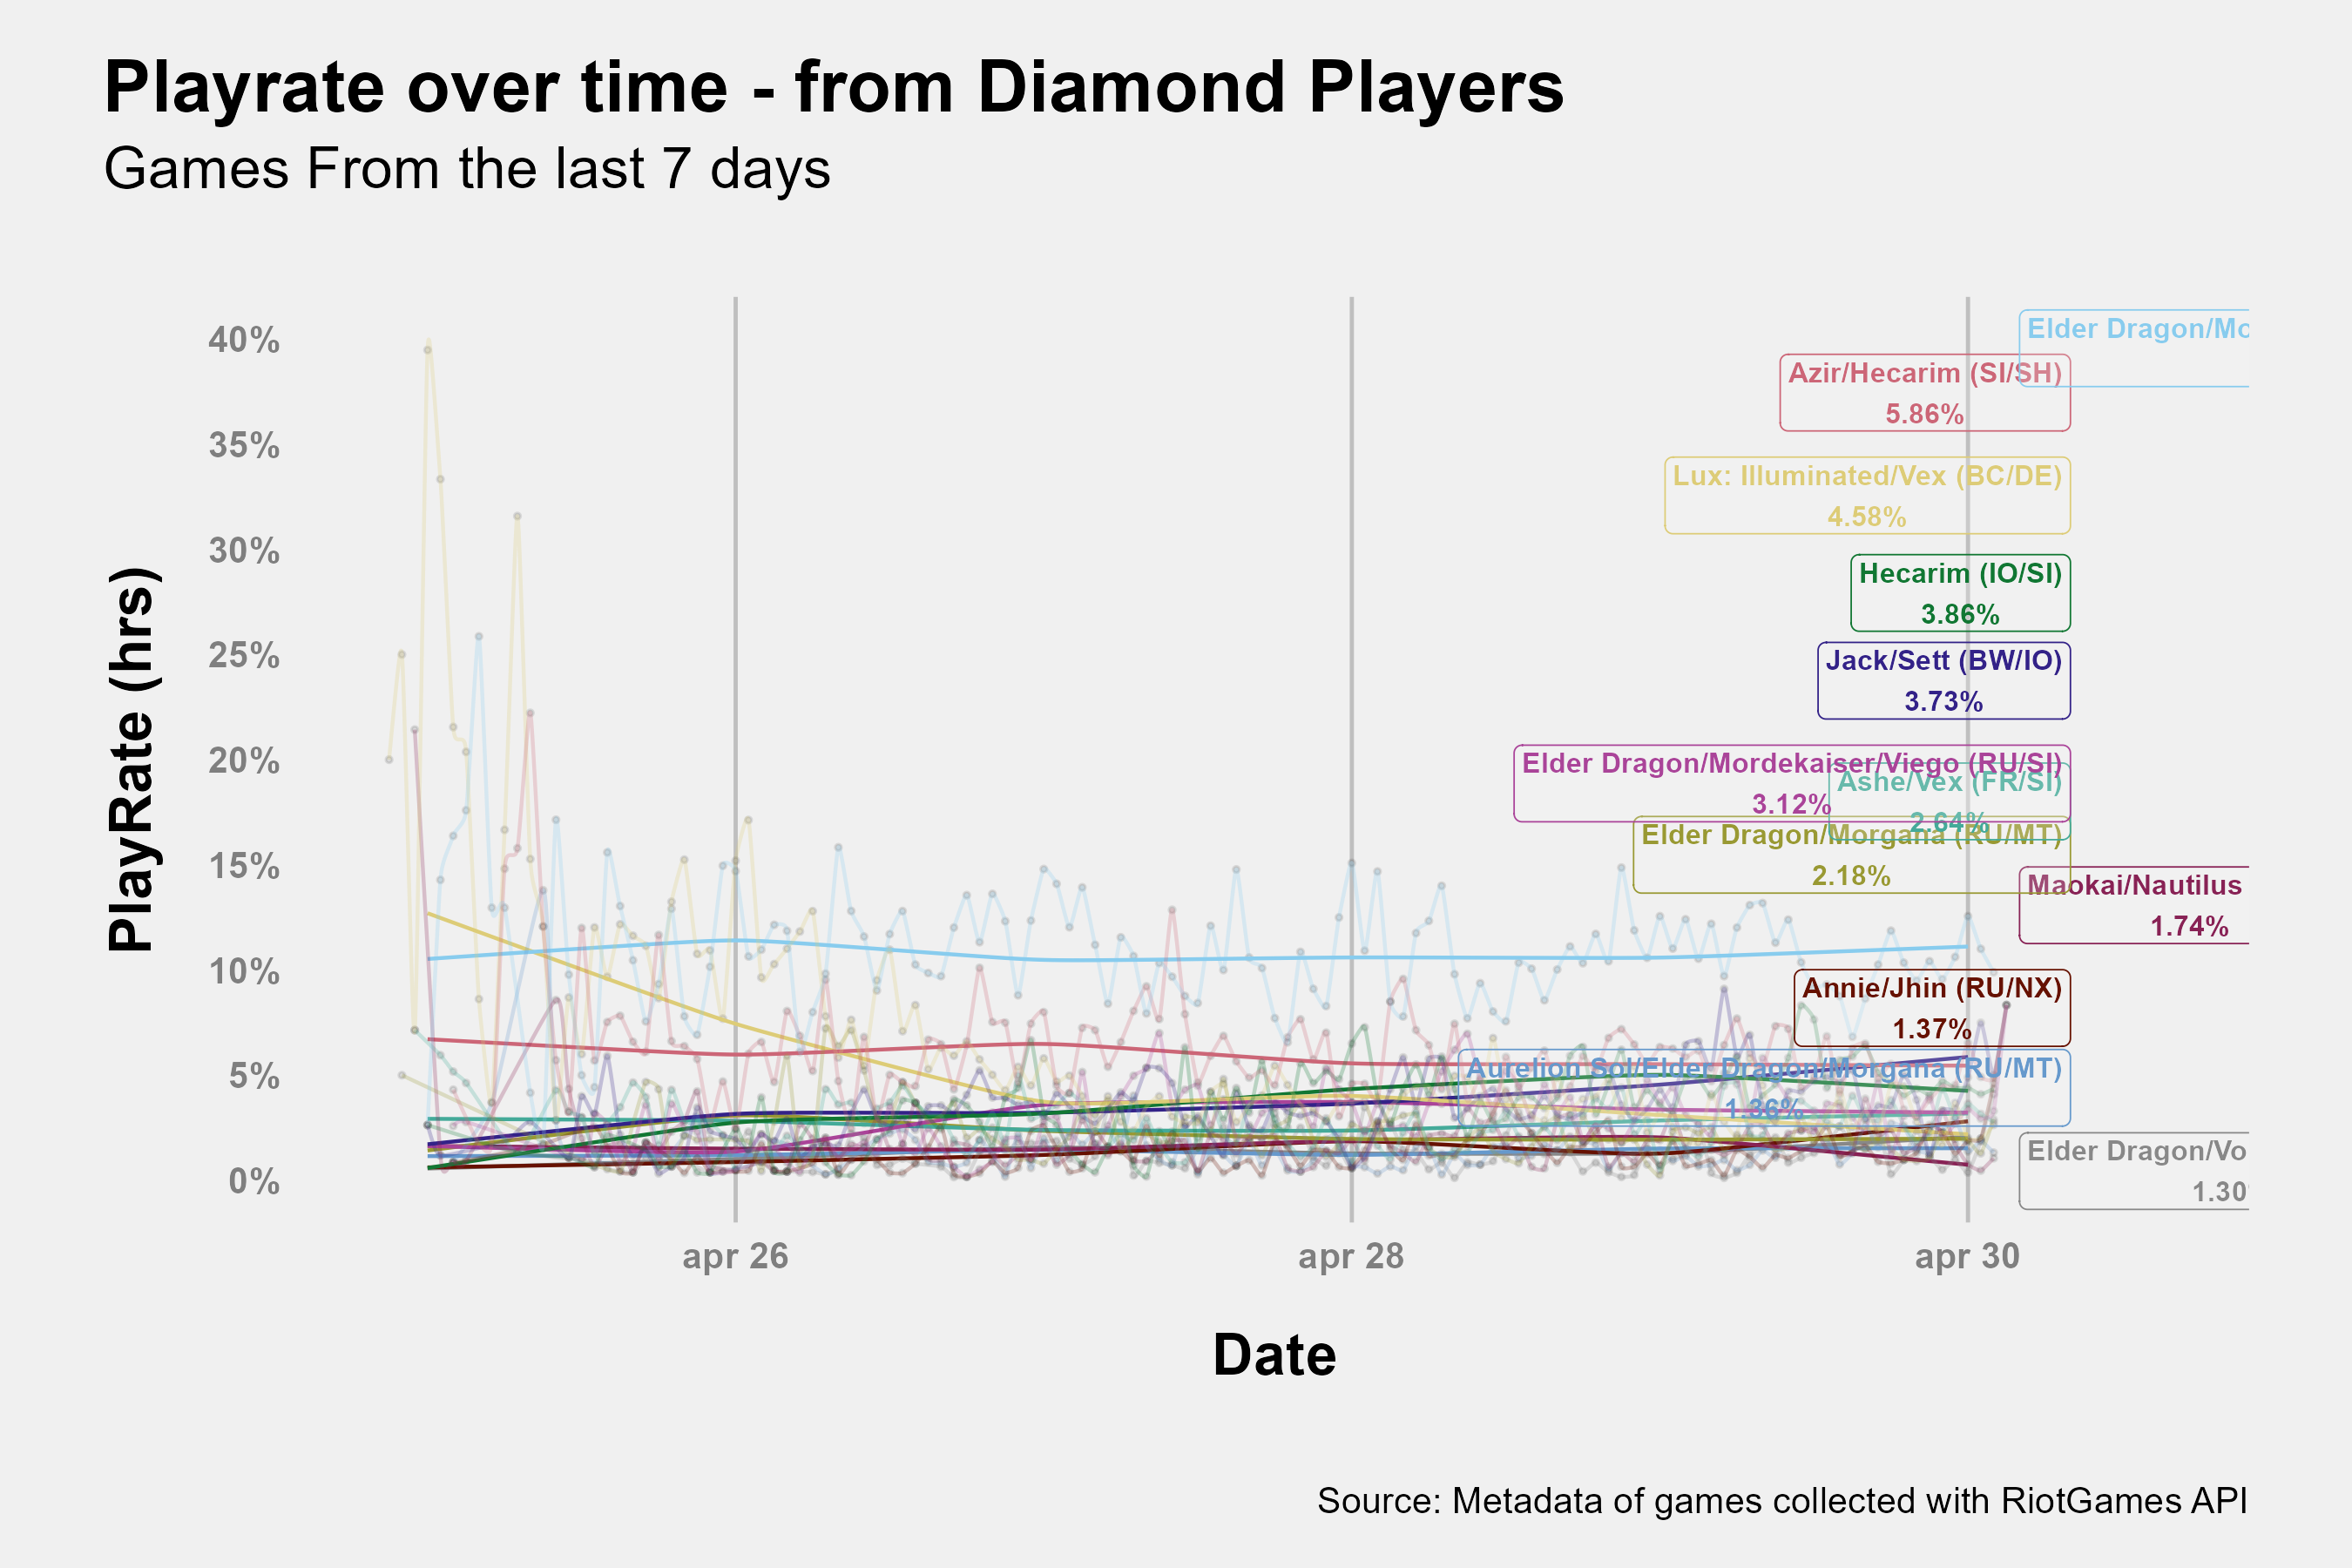 Playrate over time - from Diamond Players
Games From the last 7 days
PlayRate (hrs)
40%
35%
30%
25%
20%
15%
10%
5%
0%
Elder Dragon/Mo
Azir/Hecarim (SI/SH)
5.86%
Lux: Illuminated/Vex (BC/DE)
4.58%
Hecarim (IO/SI)
3.86%
Jack/Sett (BW/IO)
3.73%
Elder Dragon/Mordekaiser/Viego (RU/SI)
3.12%
Ashe/Vex (FR/SI)
2.64%
Elder Dragon/Morgana (RU/MT)
2.18%
Maokai/Nautilus
1.74%
Annie/Jhin (RU/NX)
1.37%
Aurelion Sol/Elder Dragon/Morgana (RU/MT)
1.36%
Elder Dragon/Vo
1.30
apr 26
apr 28
apr 30
Date
Source: Metadata of games collected with RiotGames API